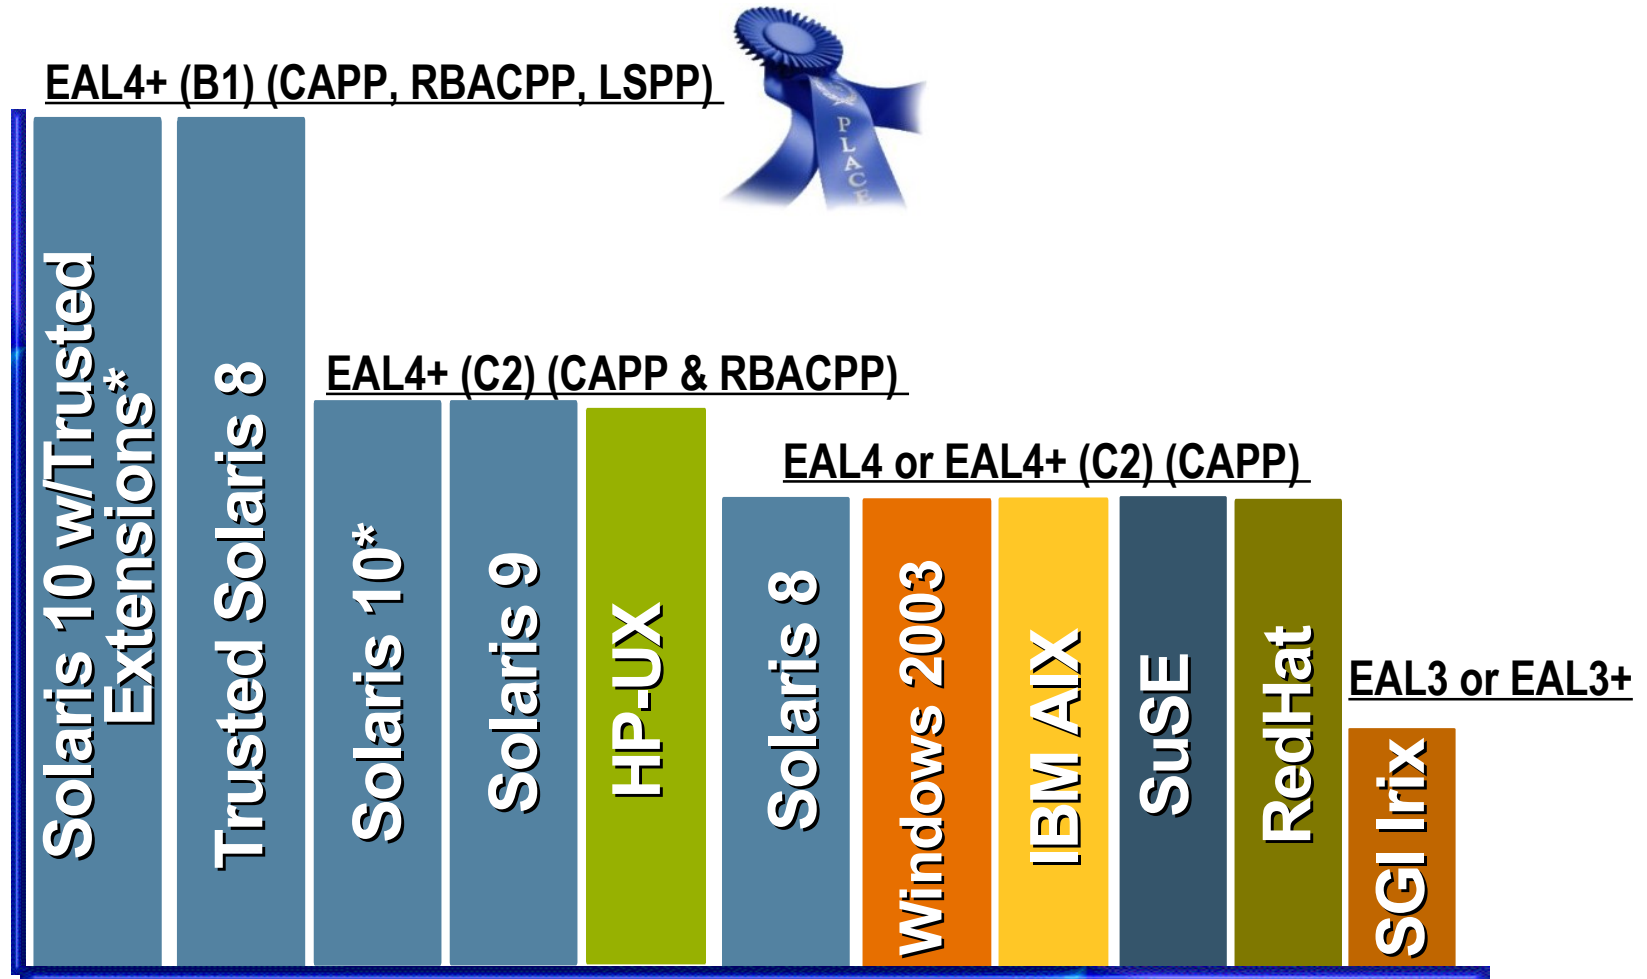 EAL4+ (B1) (CAPP, RBACPP, LSPP)
PLACE
EAL4+ (C2) (CAPP & RBACPP)
EAL4 or EAL4+ (C2) (CAPP)
EAL3 or EAL3+
Solaris 10 w/Trusted
Extensions*
Trusted Solaris 8
Solaris 10*
Solaris 9
HP-UX
Solaris 8
Windows 2003
IBM AIX
SuSE
RedHat
SGI Irix